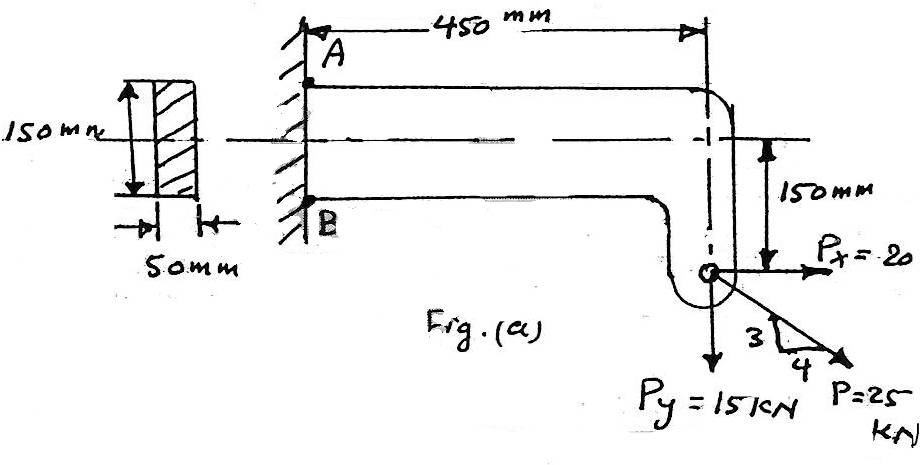 450 mm
A
150mm
150mm
B
50mm
Px = 20
Fig. (a)
3
4
Py = 15 KN
P=25
KN